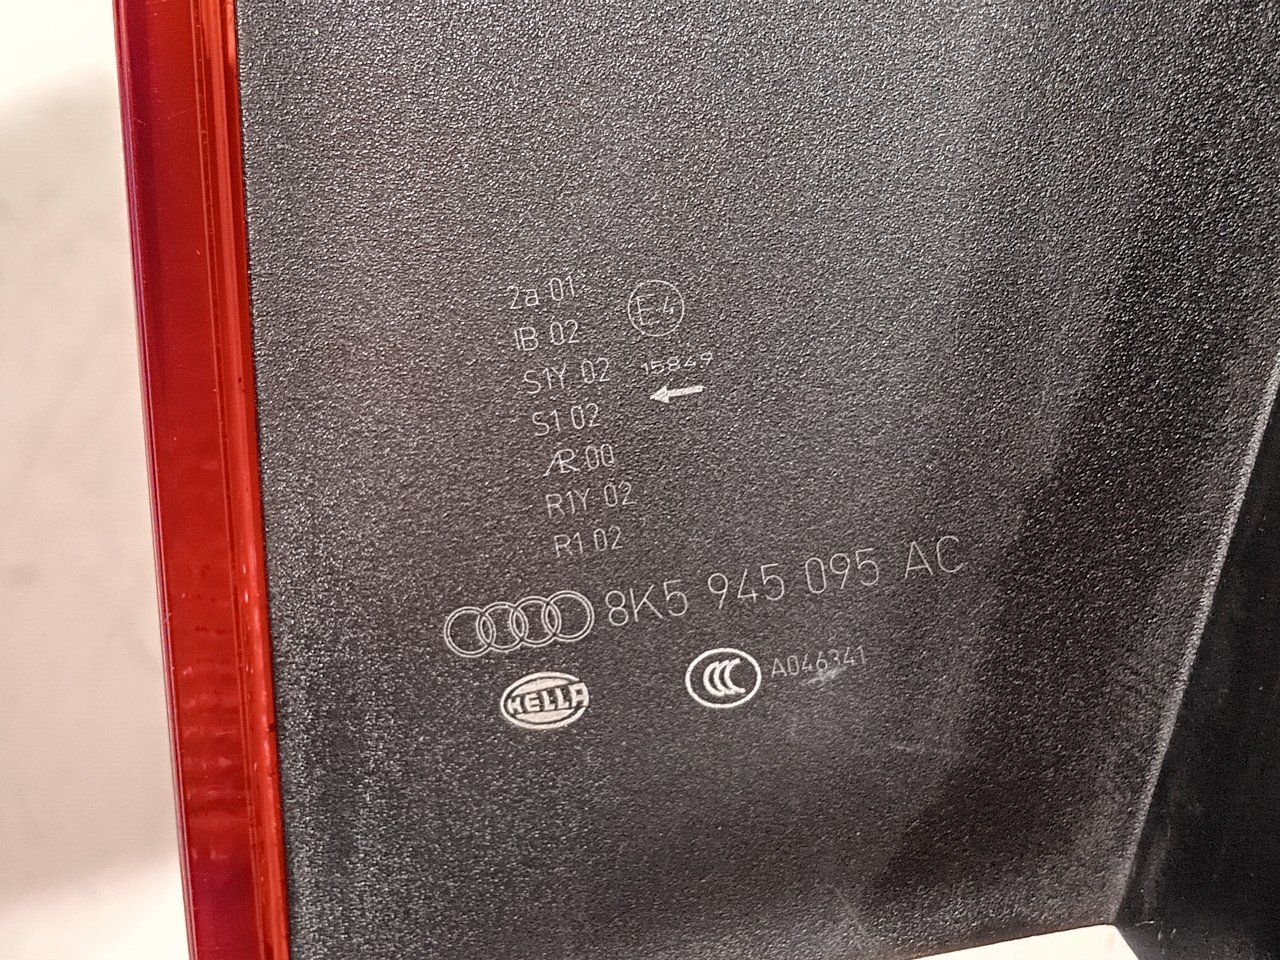 2a 01
IB 02
E4
S1Y 02
15849
S1 02
AR 00
R1Y 02
R1 02
8K5 945 095 AC
HELLA
CCC
A046341